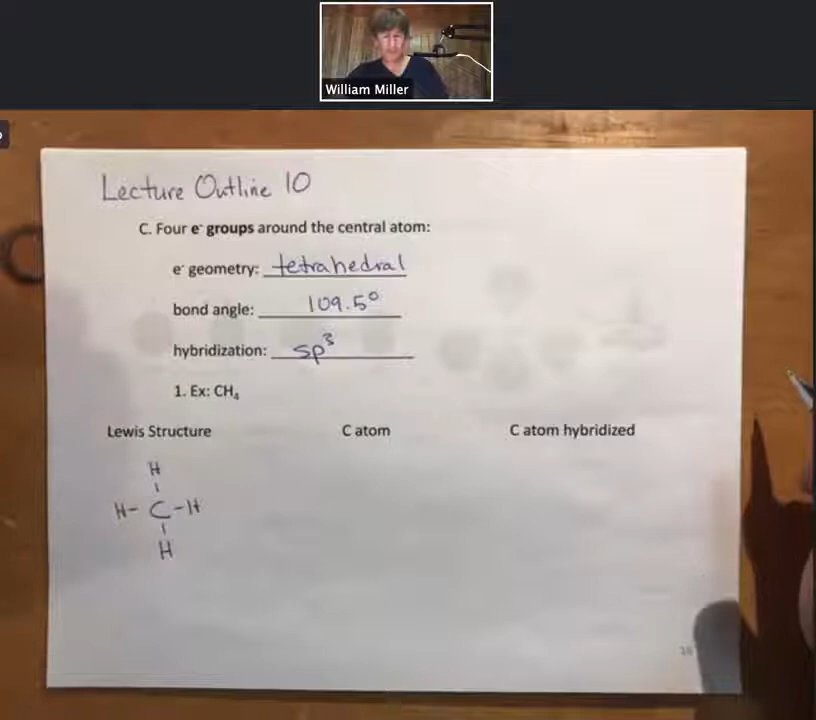 William Miller
Lecture Outline 10
C. Four e⁻ groups around the central atom:
e⁻ geometry: tetrahedral
bond angle: 109.5°
hybridization: sp³
1. Ex: CH₄
Lewis Structure C atom C atom hybridized
H
H-C-H
H